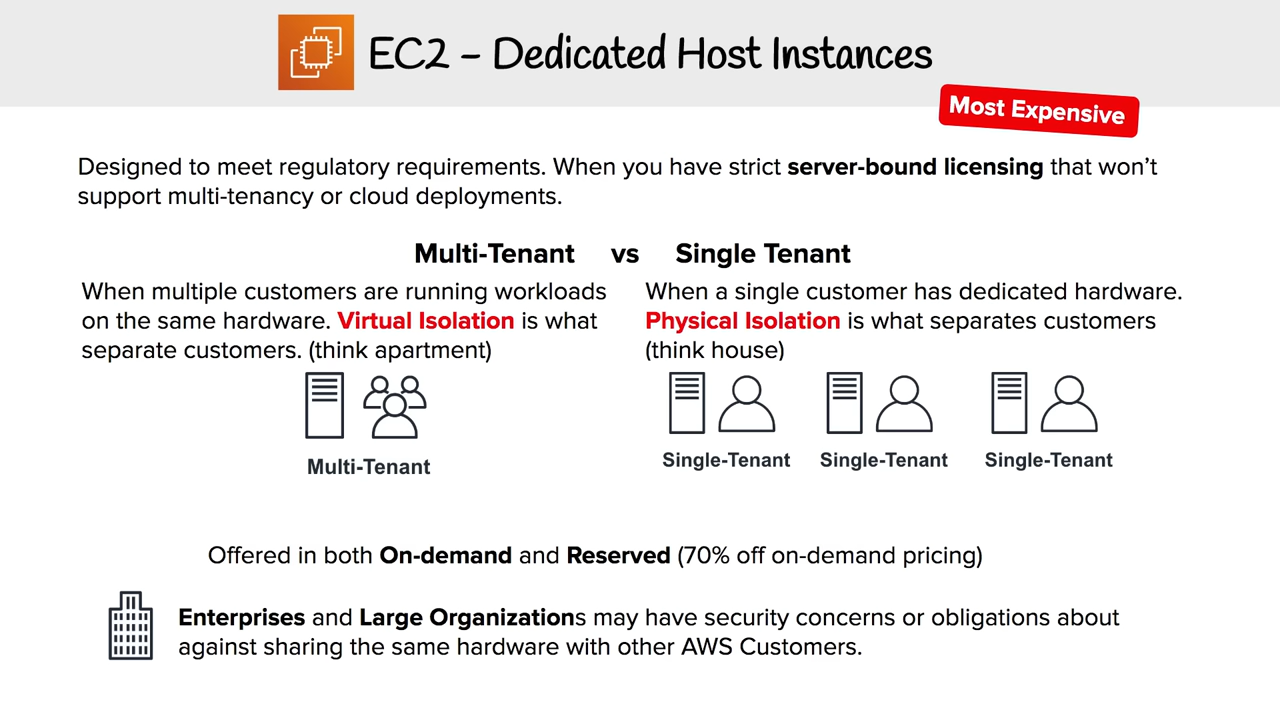 EC2 – Dedicated Host Instances
Most Expensive
Designed to meet regulatory requirements. When you have strict server-bound licensing that won’t
support multi-tenancy or cloud deployments.
Multi-Tenant vs Single Tenant
When multiple customers are running workloads
on the same hardware. Virtual Isolation is what
separate customers. (think apartment)
When a single customer has dedicated hardware.
Physical Isolation is what separates customers
(think house)
Multi-Tenant
Single-Tenant
Single-Tenant
Single-Tenant
Offered in both On-demand and Reserved (70% off on-demand pricing)
Enterprises and Large Organizations may have security concerns or obligations about
against sharing the same hardware with other AWS Customers.